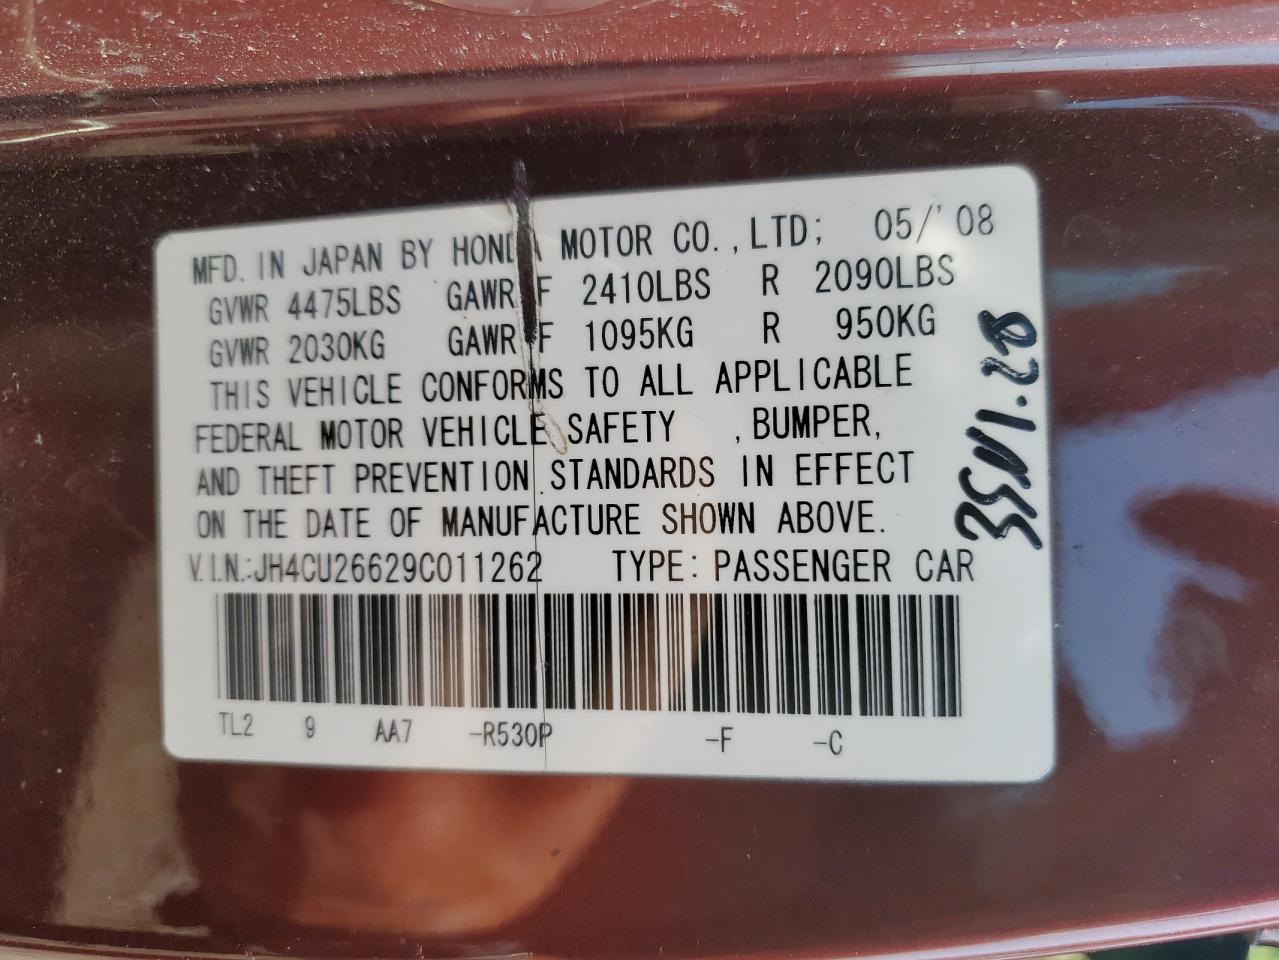 MFD. IN JAPAN BY HONDA MOTOR CO., LTD; 05/'08
GVWR 4475LBS GAWR F 2410LBS R 2090LBS
GVWR 2030KG GAWR F 1095KG R 950KG
THIS VEHICLE CONFORMS TO ALL APPLICABLE
FEDERAL MOTOR VEHICLE SAFETY , BUMPER,
AND THEFT PREVENTION STANDARDS IN EFFECT
ON THE DATE OF MANUFACTURE SHOWN ABOVE.
V.I.N.: JH4CU26629C011262 TYPE: PASSENGER CAR
TL2 9 AA7 -R530P -F -C